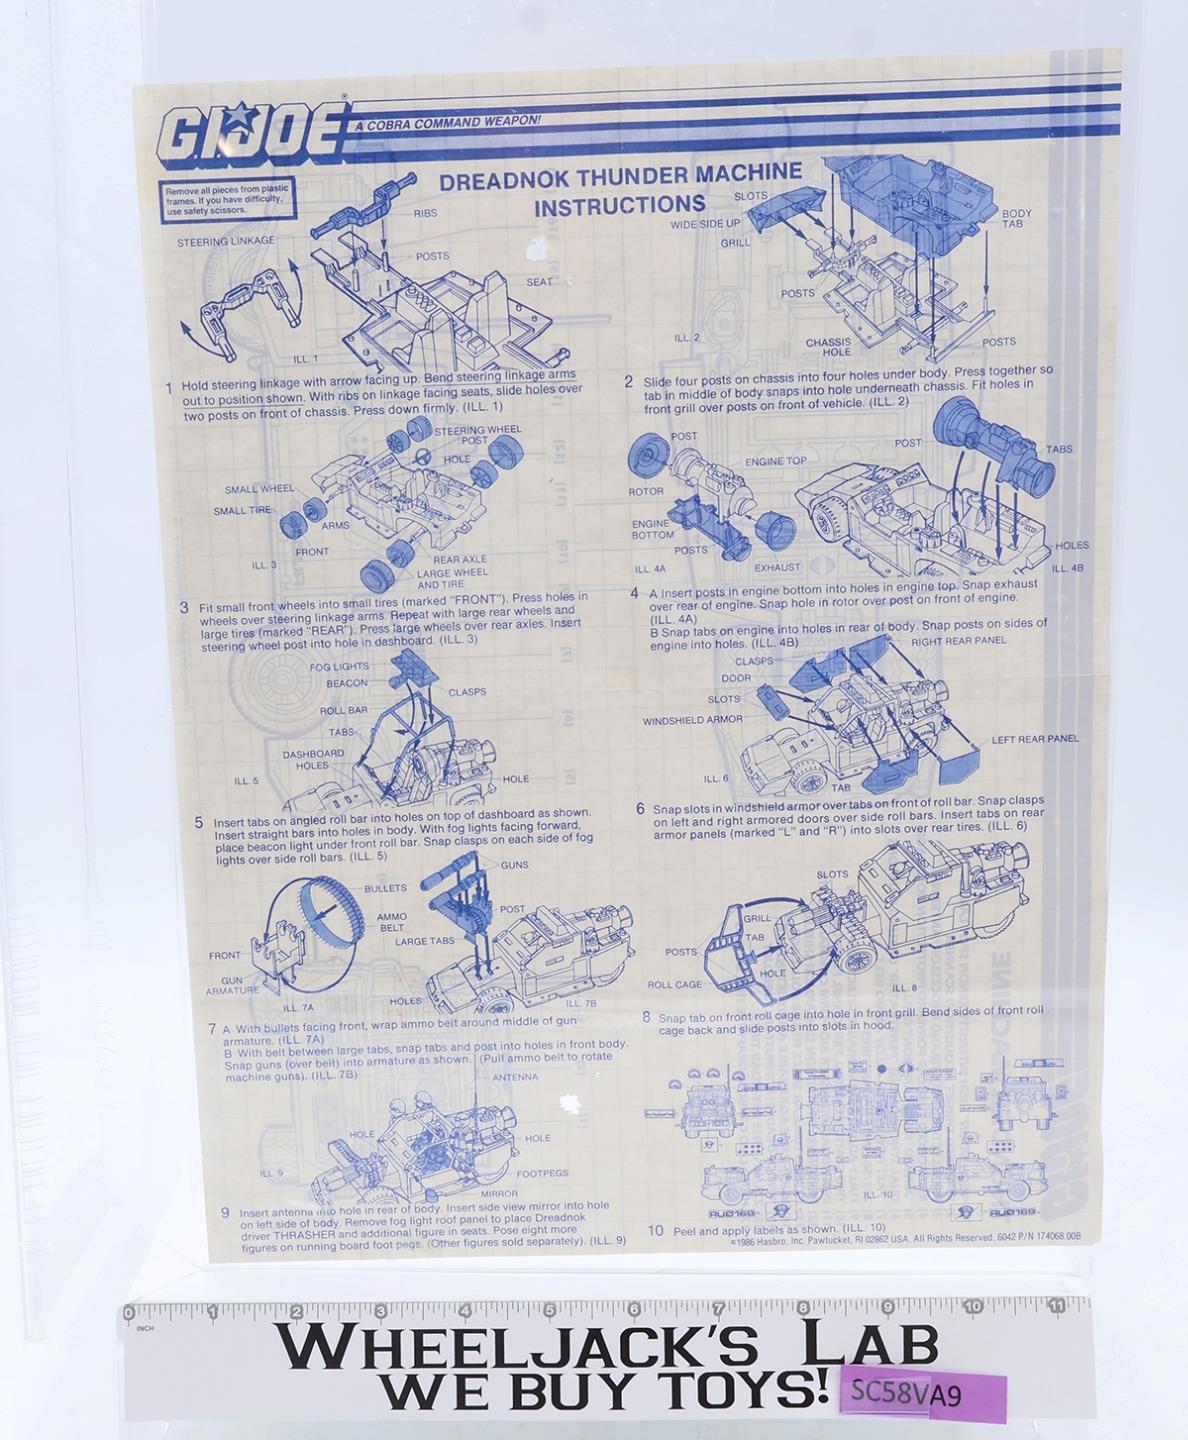 G.I.JOE®
A COBRA COMMAND WEAPON!
DREADNOK THUNDER MACHINE
INSTRUCTIONS
Remove all pieces from plastic
frames. If you have difficulty,
use safety scissors.
STEERING LINKAGE
RIBS
POSTS
SEAT
ILL. 1
1 Hold steering linkage with arrow facing up. Bend steering linkage arms
out to position shown. With ribs on linkage facing seats, slide holes over
two posts on front of chassis. Press down firmly. (ILL. 1)
SLOTS
WIDE SIDE UP
GRILL
BODY
TAB
POSTS
ILL. 2
CHASSIS
HOLE
POSTS
2 Slide four posts on chassis into four holes under body. Press together so
tab in middle of body snaps into hole underneath chassis. Fit holes in
front grill over posts on front of vehicle. (ILL. 2)
STEERING WHEEL
POST
HOLE
SMALL WHEEL
SMALL TIRE
ARMS
FRONT
ILL. 3
REAR AXLE
LARGE WHEEL
AND TIRE
3 Fit small front wheels into small tires (marked "FRONT"). Press holes in
wheels over steering linkage arms. Repeat with large rear wheels and
large tires (marked "REAR"). Press large wheels over rear axles. Insert
steering wheel post into hole in dashboard. (ILL. 3)
POST
ENGINE TOP
ROTOR
ENGINE
BOTTOM
POSTS
ILL. 4A
EXHAUST
POST
TABS
HOLES
ILL. 4B
4 A Insert posts in engine bottom into holes in engine top. Snap exhaust
over rear of engine. Snap hole in rotor over post on front of engine.
(ILL. 4A)
B Snap tabs on engine into holes in rear of body. Snap posts on sides of
engine into holes. (ILL. 4B)
FOG LIGHTS
BEACON
CLASPS
ROLL BAR
TABS
DASHBOARD
HOLES
ILL. 5
HOLE
5 Insert tabs on angled roll bar into holes on top of dashboard as shown.
Insert straight bars into holes in body. With fog lights facing forward,
place beacon light under front roll bar. Snap clasps on each side of fog
lights over side roll bars. (ILL. 5)
RIGHT REAR PANEL
CLASPS
DOOR
SLOTS
WINDSHIELD ARMOR
LEFT REAR PANEL
ILL. 6
TAB
6 Snap slots in windshield armor over tabs on front of roll bar. Snap clasps
on left and right armored doors over side roll bars. Insert tabs on rear
armor panels (marked "L" and "R") into slots over rear tires. (ILL. 6)
GUNS
BULLETS
AMMO
BELT
POST
LARGE TABS
FRONT
GUN
ARMATURE
ILL. 7A
HOLES
ILL. 7B
7 A With bullets facing front, wrap ammo belt around middle of gun
armature. (ILL. 7A)
B With belt between large tabs, snap tabs and post into holes in front body.
Snap guns (over belt) into armature as shown. (Pull ammo belt to rotate
machine guns). (ILL. 7B)
SLOTS
GRILL
TAB
POSTS
HOLE
ROLL CAGE
ILL. 8
8 Snap tab on front roll cage into hole in front grill. Bend sides of front roll
cage back and slide posts into slots in hood.
ANTENNA
HOLE
HOLE
FOOTPEGS
ILL. 9
MIRROR
9 Insert antenna into hole in rear of body. Insert side view mirror into hole
on left side of body. Remove fog light roof panel to place Dreadnok
driver THRASHER and additional figure in seats. Pose eight more
figures on running board foot pegs. (Other figures sold separately). (ILL. 9)
ILL. 10
RU0169
RU0169
10 Peel and apply labels as shown. (ILL. 10)
©1986 Hasbro, Inc. Pawtucket, RI 02862 USA. All Rights Reserved. 6042 P/N 174068.00B
0 1 2 3 4 5 6 7 8 9 10 11
INCH
WHEELJACK'S LAB
WE BUY TOYS!
SC58VA9